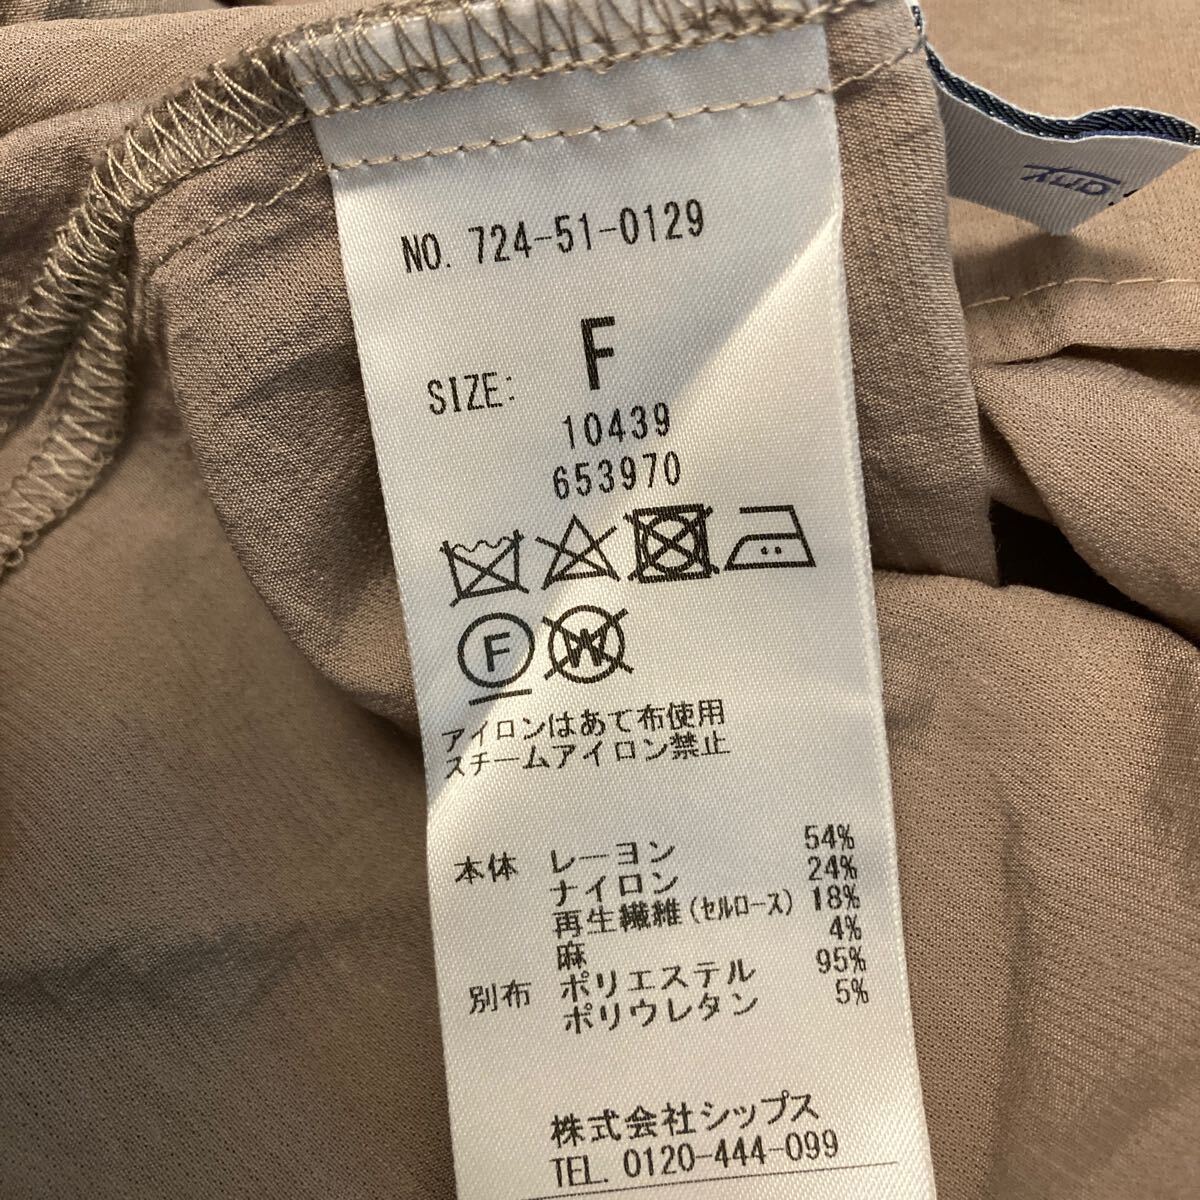 NO. 724-51-0129
SIZE: F
10439
653970
F W
アイロンはあて布使用
スチームアイロン禁止
本体 レーヨン 54%
ナイロン 24%
再生繊維(セルロース) 18%
麻 4%
別布 ポリエステル 95%
ポリウレタン 5%
株式会社シップス
TEL. 0120-444-099
any